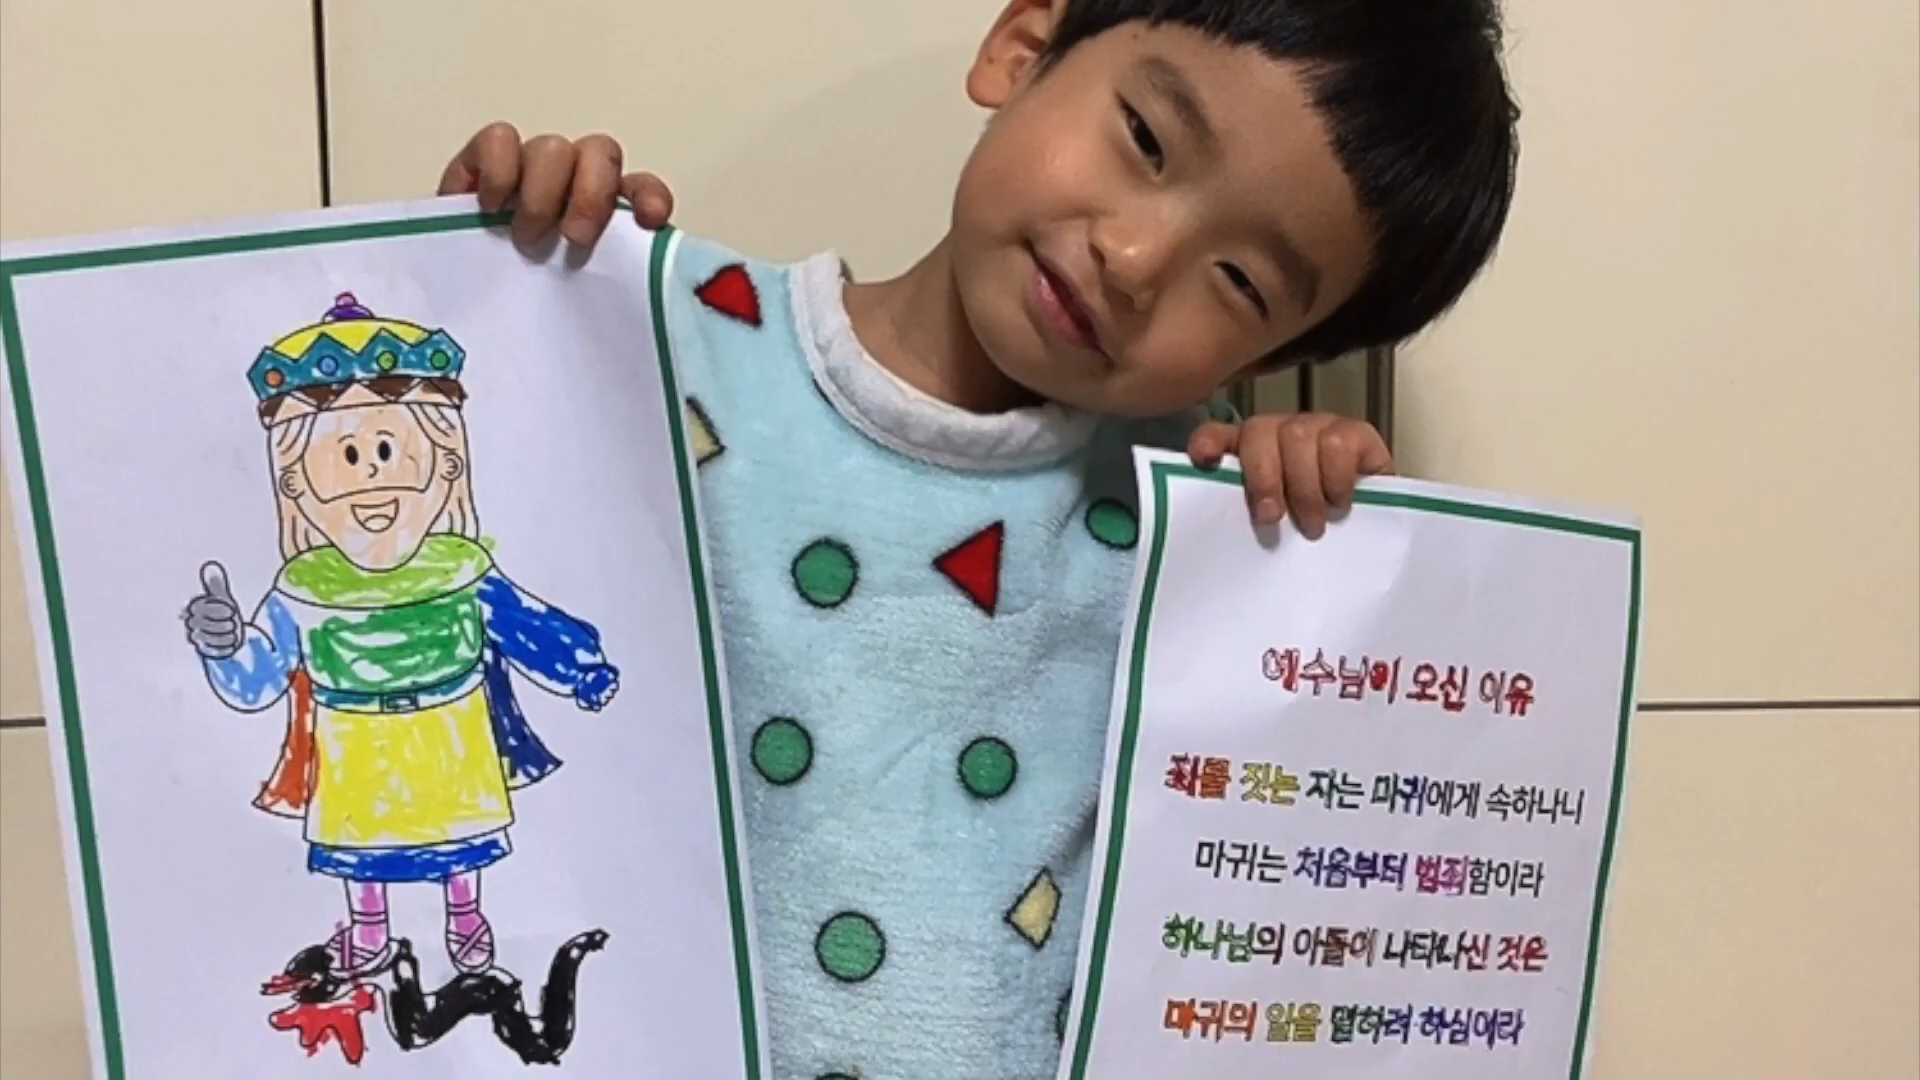 예수님이 오신 이유
죄를 짓는 자는 마귀에게 속하나니
마귀는 처음부터 범죄함이라
하나님의 아들이 나타나신 것은
마귀의 일을 멸하려 하심이라